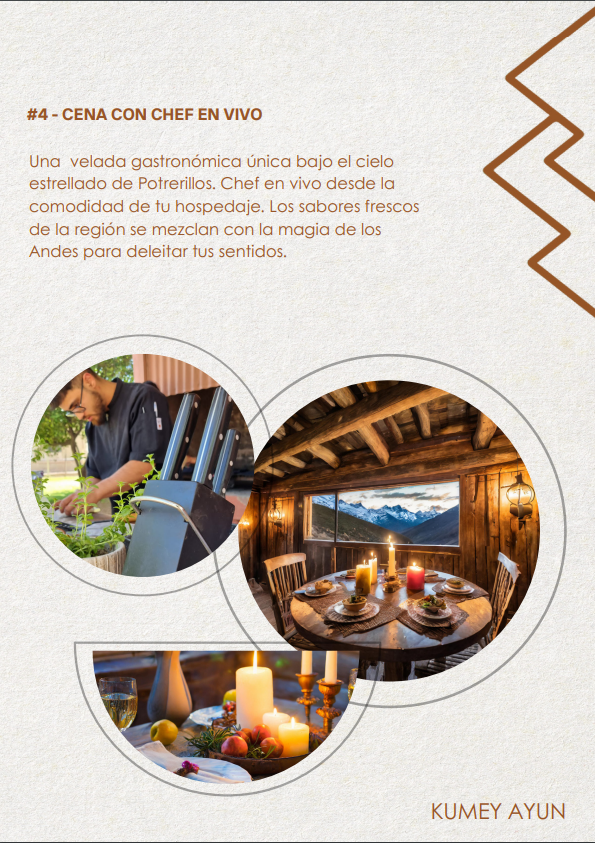 #4 - CENA CON CHEF EN VIVO
Una  velada gastronómica única bajo el cielo
estrellado de Potrerillos. Chef en vivo desde la
comodidad de tu hospedaje. Los sabores frescos
de la región se mezclan con la magia de los
Andes para deleitar tus sentidos.
KUMEY AYUN